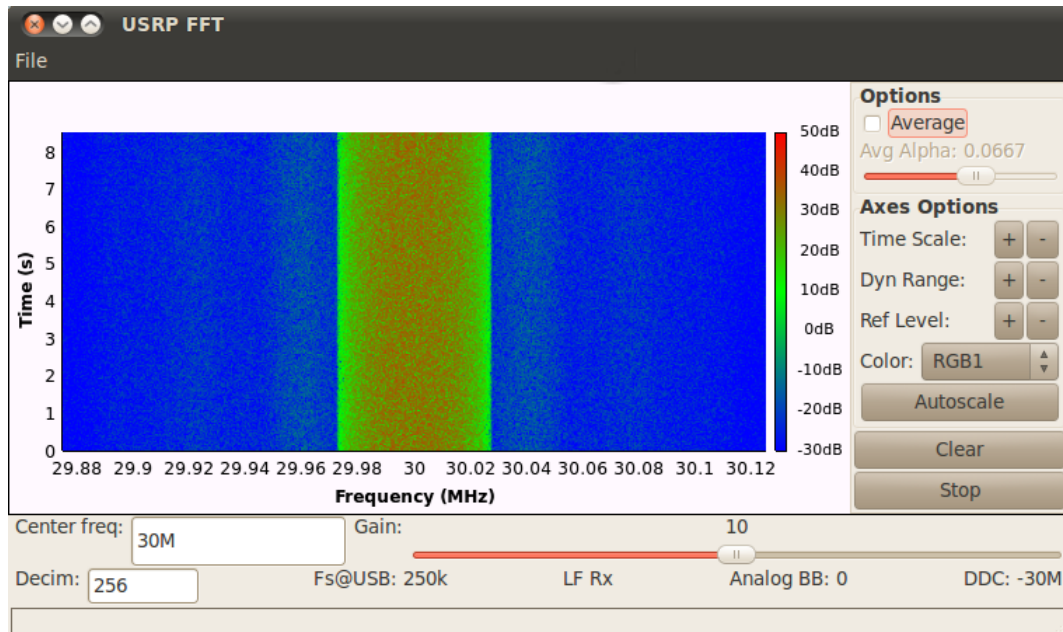 USRP FFT
File
Options
Average
Avg Alpha: 0.0667
Axes Options
Time Scale: + -
Dyn Range: + -
Ref Level: + -
Color: RGB1
Autoscale
Clear
Stop
Time (s)
8
7
6
5
4
3
2
1
0
29.88 29.9 29.92 29.94 29.96 29.98 30 30.02 30.04 30.06 30.08 30.1 30.12
Frequency (MHz)
50dB
40dB
30dB
20dB
10dB
0dB
-10dB
-20dB
-30dB
Center freq: 30M Gain: 10
Decim: 256 Fs@USB: 250k LF Rx Analog BB: 0 DDC: -30M